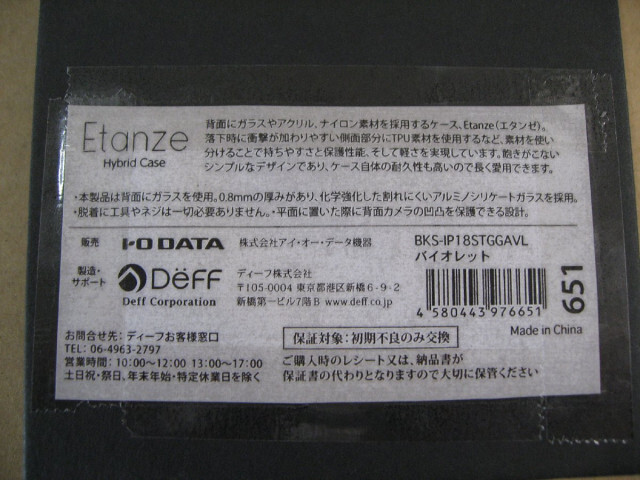 Etanze
Hybrid Case
背面にガラスやアクリル、ナイロン素材を採用するケース、Etanze（エタンゼ）。
落下時に衝撃が加わりやすい側面部分にTPU素材を使用するなど、素材を使い
分けることで持ちやすさと保護性能、そして軽さを実現しています。飽きがこない
シンプルなデザインであり、ケース自体の耐久性も高いので長く愛用できます。
・本製品は背面にガラスを使用。0.8mmの厚みがあり、化学強化した割れにくいアルミノシリケートガラスを採用。
・脱着に工具やネジは一切必要ありません。・平面に置いた際に背面カメラの凹凸を保護できる設計。
販売 I-O DATA 株式会社アイ・オー・データ機器
製造・サポート DēFF Deff Corporation
ディーフ株式会社
〒105-0004 東京都港区新橋6-9-2
新橋第一ビル7階B www.deff.co.jp
BKS-IP18STGGAVL
バイオレット
4 580443 976651
651
Made in China
お問合せ先：ディーフお客様窓口
TEL: 06-4963-2797
営業時間：10:00〜12:00 13:00〜17:00
土日祝・祭日、年末年始・特定休業日を除く
保証対象：初期不良のみ交換
ご購入時のレシート又は、納品書が
保証書の代わりとなりますので大切に保管ください